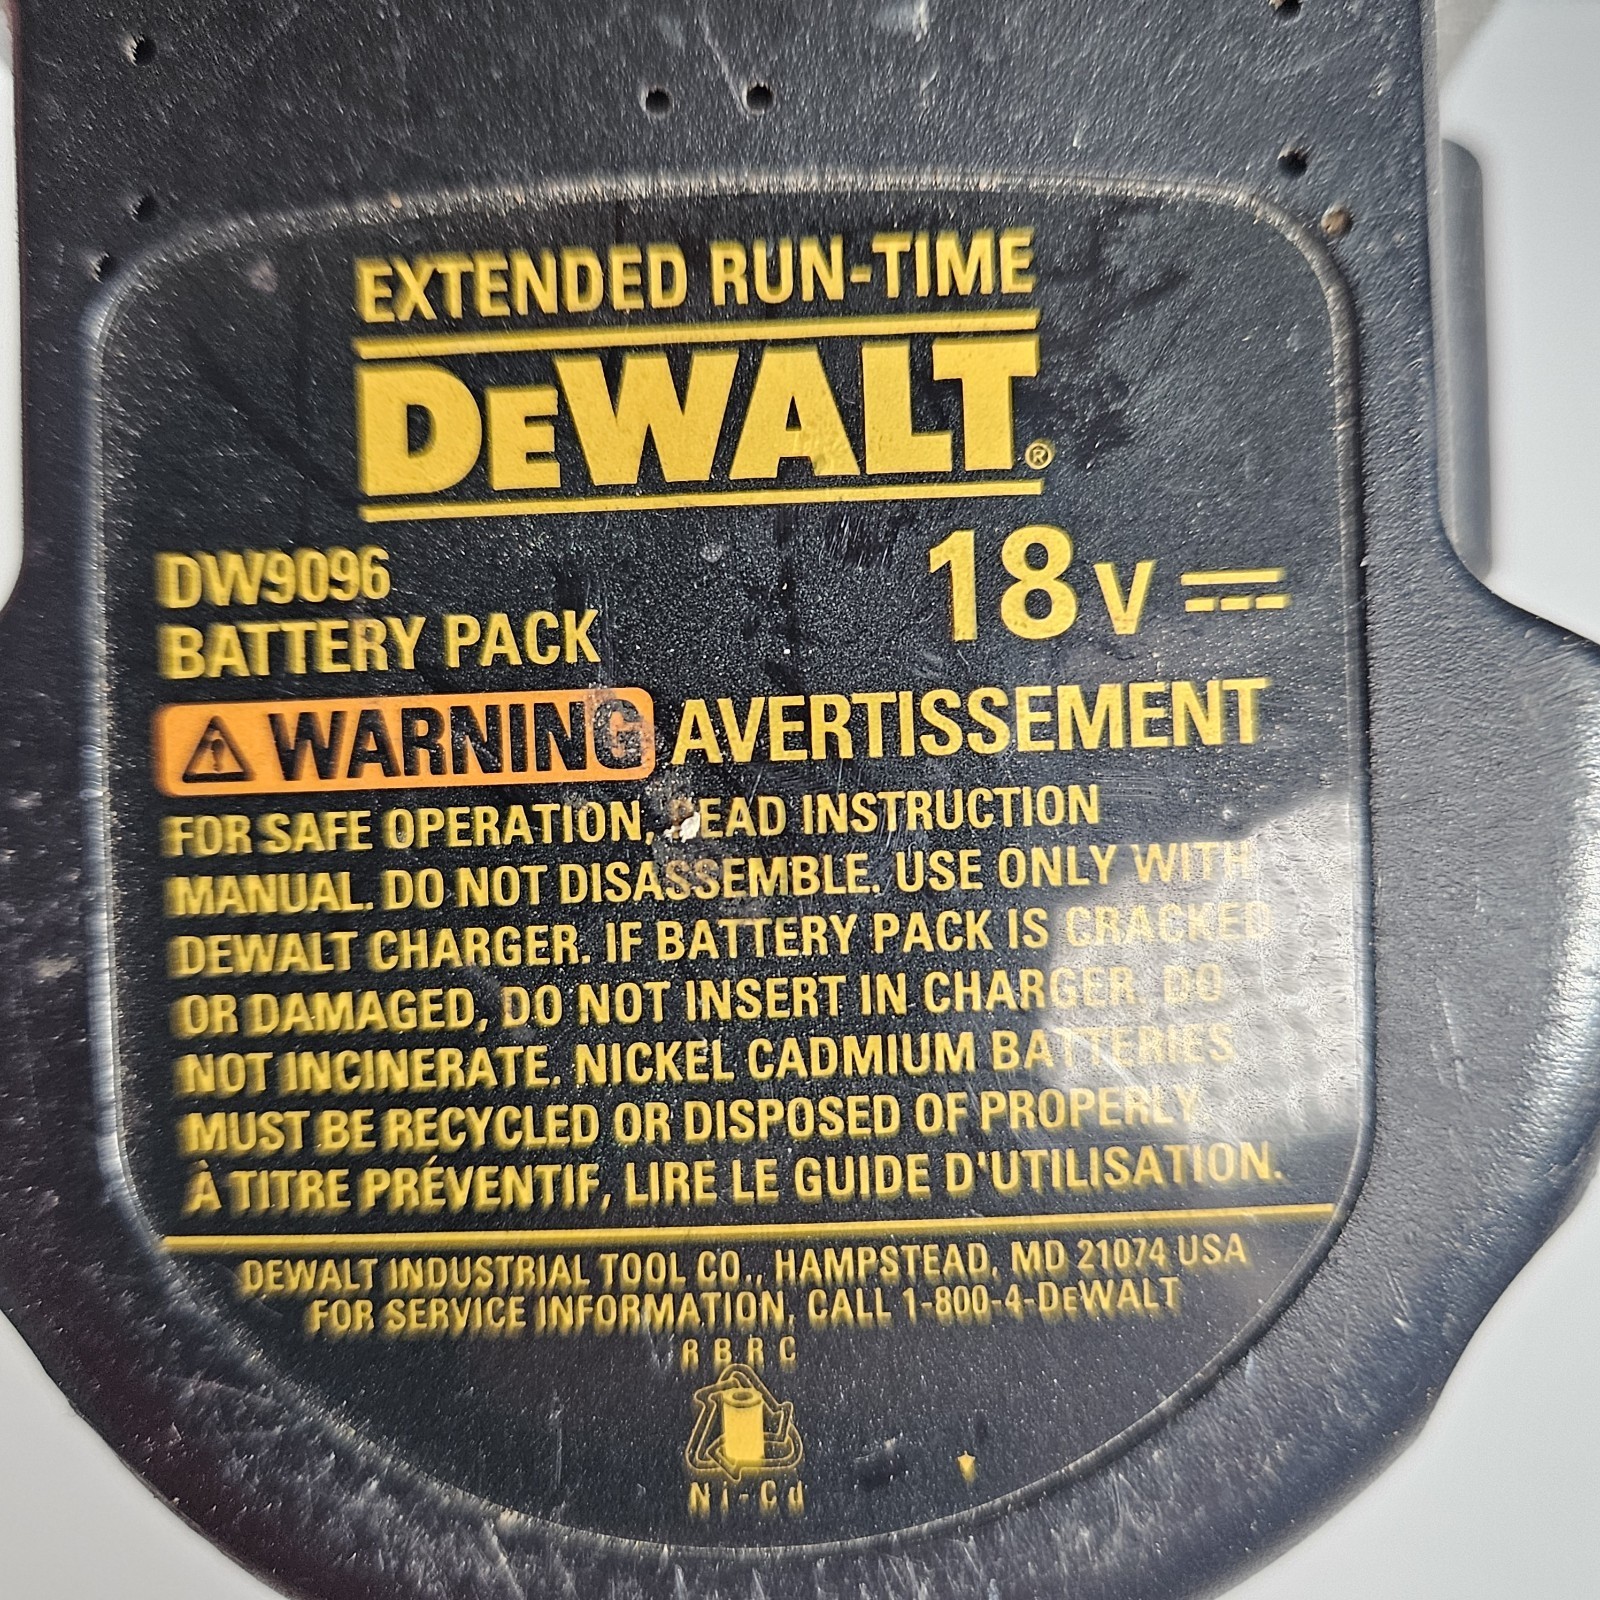 EXTENDED RUN-TIME
DEWALT®
DW9096
BATTERY PACK
18 V
WARNING AVERTISSEMENT
FOR SAFE OPERATION, READ INSTRUCTION
MANUAL. DO NOT DISASSEMBLE. USE ONLY WITH
DEWALT CHARGER. IF BATTERY PACK IS CRACKED
OR DAMAGED, DO NOT INSERT IN CHARGER. DO
NOT INCINERATE. NICKEL CADMIUM BATTERIES
MUST BE RECYCLED OR DISPOSED OF PROPERLY
À TITRE PRÉVENTIF, LIRE LE GUIDE D'UTILISATION.
DEWALT INDUSTRIAL TOOL CO., HAMPSTEAD, MD 21074 USA
FOR SERVICE INFORMATION, CALL 1-800-4-DEWALT
RBRC
Ni-Cd